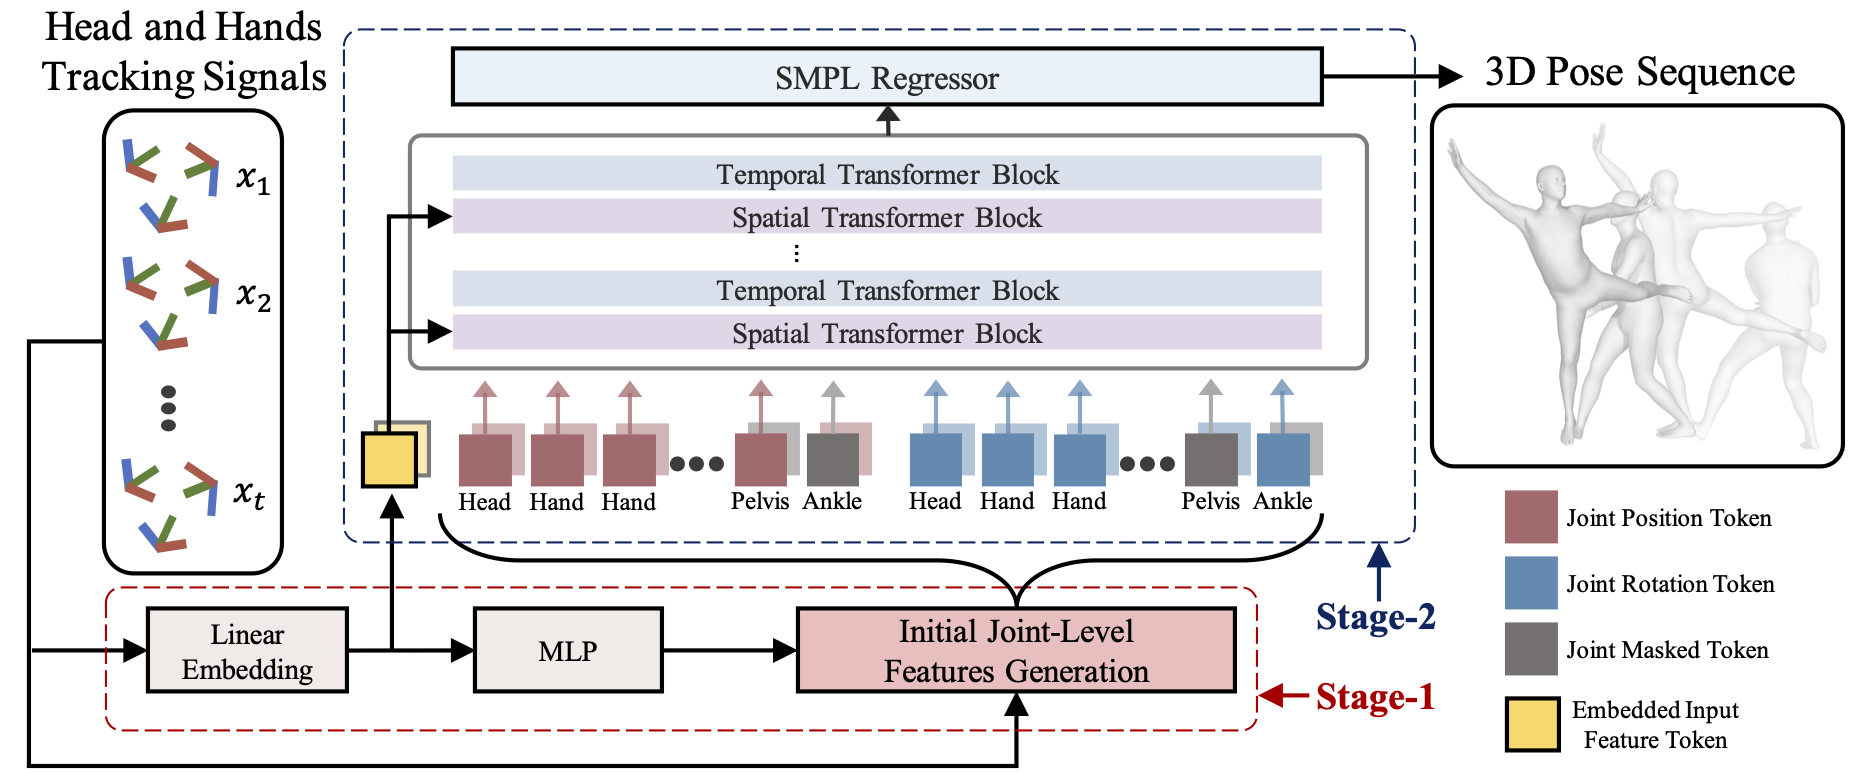 Head and Hands
Tracking Signals
x1
x2
xt
SMPL Regressor
Temporal Transformer Block
Spatial Transformer Block
Temporal Transformer Block
Spatial Transformer Block
Head Hand Hand Pelvis Ankle Head Hand Hand Pelvis Ankle
3D Pose Sequence
Linear
Embedding
MLP
Initial Joint-Level
Features Generation
Stage-2
Stage-1
Joint Position Token
Joint Rotation Token
Joint Masked Token
Embedded Input
Feature Token